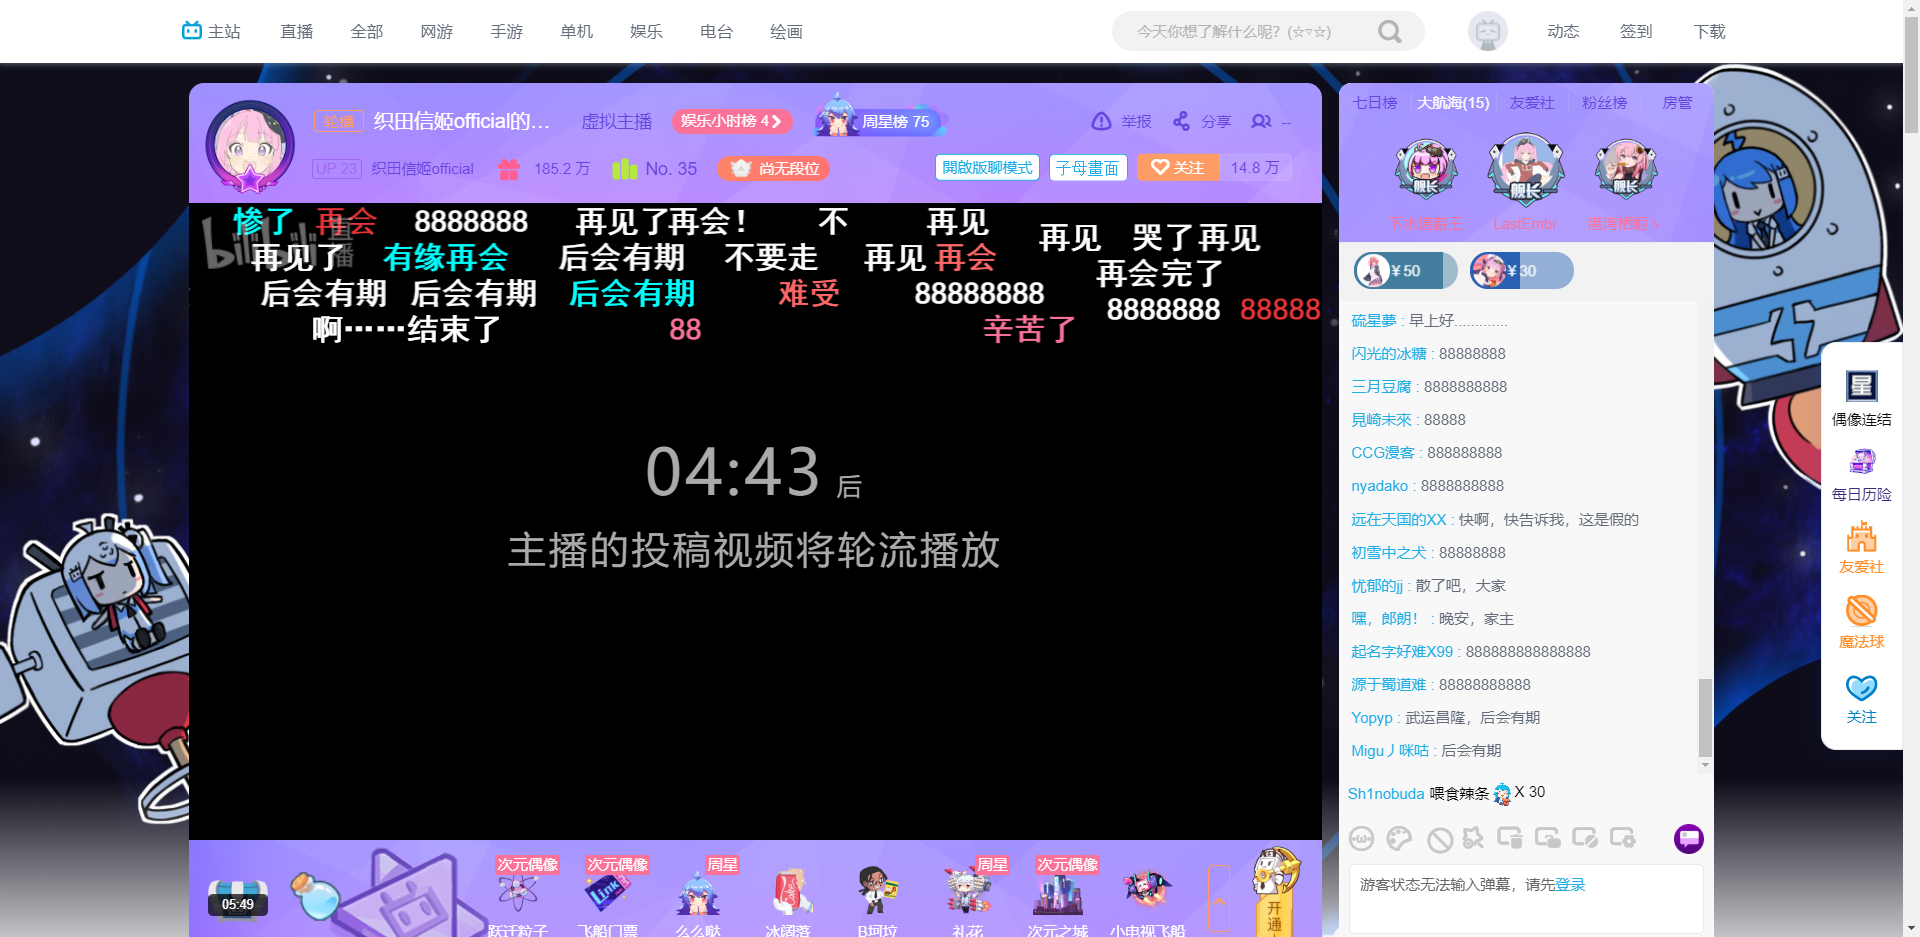 主站 直播 全部 网游 手游 单机 娱乐 电台 绘画 今天你想了解什么呢？(☆▿☆) 动态 签到 下载
轮播 织田信姬official的... 虚拟主播 娱乐小时榜 4 周星榜 75 举报 分享 --
UP 23 织田信姬official 185.2 万 No. 35 尚无段位 開啟版聊模式 子母畫面 关注 14.8 万
七日榜 大航海(15) 友爱社 粉丝榜 房管
舰长 舰长 舰长
LastEmbr
¥50 ¥30
bilibili 直播
惨了 再会 8888888 再见了再会！ 不 再见
再见 哭了再见
再见了 有缘再会 后会有期 不要走 再见 再会
再会完了
后会有期 后会有期 后会有期 难受 88888888
8888888 88888
啊……结束了 88 辛苦了
04:43 后
主播的投稿视频将轮流播放
硫星夢 : 早上好.............
闪光的冰糖 : 88888888
三月豆腐 : 8888888888
見崎未來 : 88888
CCG漫客 : 888888888
nyadako : 8888888888
远在天国的XX : 快啊，快告诉我，这是假的
初雪中之犬 : 88888888
忧郁的jj : 散了吧，大家
嘿，郎朗！ : 晚安，家主
起名字好难X99 : 888888888888888
源于蜀道难 : 88888888888
Yopyp : 武运昌隆，后会有期
Migu丿咪咕 : 后会有期
Sh1nobuda 喂食辣条 X 30
游客状态无法输入弹幕，请先登录
星
偶像连结
每日历险
友爱社
魔法球
关注
05:49
次元偶像 次元偶像 周星 周星 次元偶像
Link
跃迁粒子 飞船门票 么么哒 冰阔落 B坷垃 礼花 次元之城 小电视飞船
开通